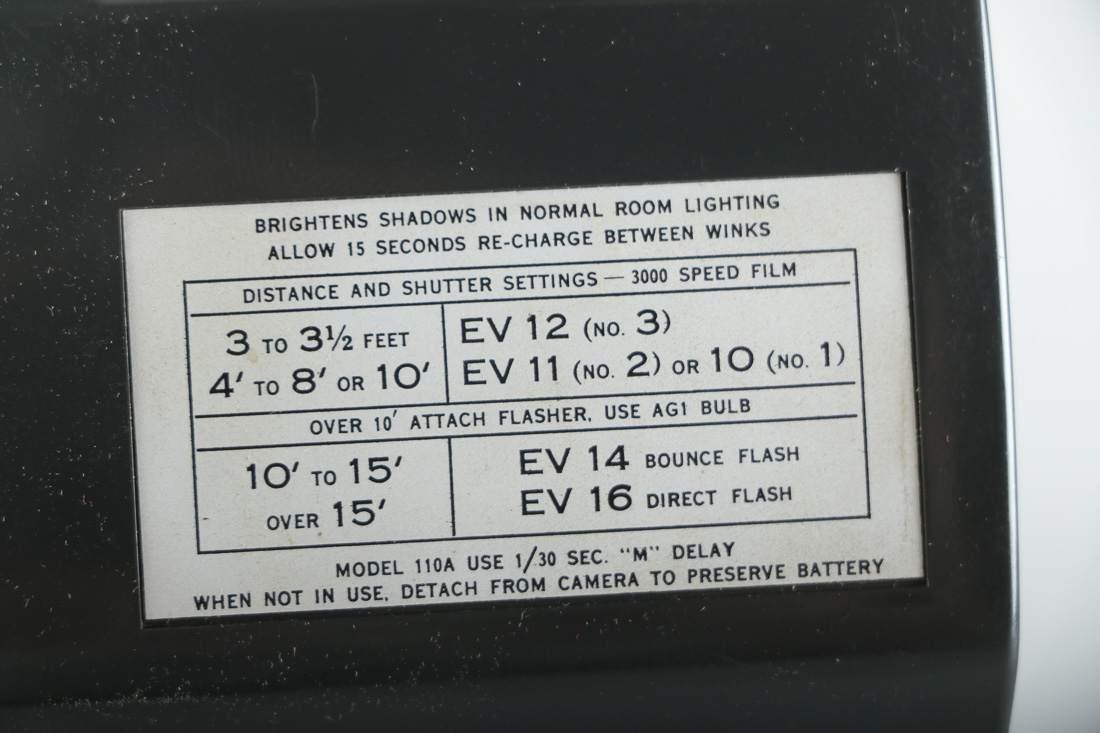 BRIGHTENS SHADOWS IN NORMAL ROOM LIGHTING
ALLOW 15 SECONDS RE-CHARGE BETWEEN WINKS
DISTANCE AND SHUTTER SETTINGS — 3000 SPEED FILM
3 TO 3½ FEET EV 12 (NO. 3)
4' TO 8' OR 10' EV 11 (NO. 2) OR 10 (NO. 1)
OVER 10' ATTACH FLASHER, USE AG1 BULB
10' TO 15' EV 14 BOUNCE FLASH
OVER 15' EV 16 DIRECT FLASH
MODEL 110A USE 1/30 SEC. "M" DELAY
WHEN NOT IN USE, DETACH FROM CAMERA TO PRESERVE BATTERY